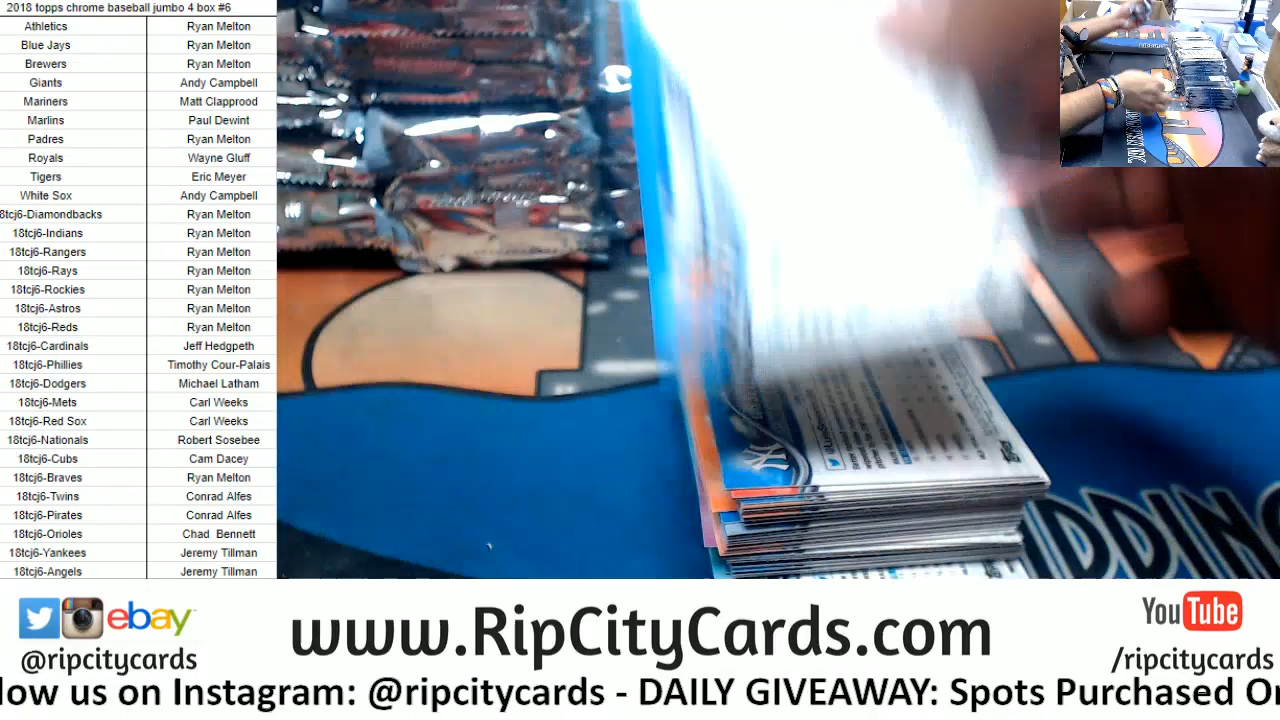 2018 topps chrome baseball jumbo 4 box #6
Athletics Ryan Melton
Blue Jays Ryan Melton
Brewers Ryan Melton
Giants Andy Campbell
Mariners Matt Clapprood
Marlins Paul Dewint
Padres Ryan Melton
Royals Wayne Gluff
Tigers Eric Meyer
White Sox Andy Campbell
8tcj6-Diamondbacks Ryan Melton
18tcj6-Indians Ryan Melton
18tcj6-Rangers Ryan Melton
18tcj6-Rays Ryan Melton
18tcj6-Rockies Ryan Melton
18tcj6-Astros Ryan Melton
18tcj6-Reds Ryan Melton
18tcj6-Cardinals Jeff Hedgpeth
18tcj6-Phillies Timothy Cour-Palais
18tcj6-Dodgers Michael Latham
18tcj6-Mets Carl Weeks
18tcj6-Red Sox Carl Weeks
18tcj6-Nationals Robert Sosebee
18tcj6-Cubs Cam Dacey
18tcj6-Braves Ryan Melton
18tcj6-Twins Conrad Alfes
18tcj6-Pirates Conrad Alfes
18tcj6-Orioles Chad Bennett
18tcj6-Yankees Jeremy Tillman
18tcj6-Angels Jeremy Tillman
NY
IDDING
ebay
@ripcitycards
www.RipCityCards.com
YouTube
/ripcitycards
low us on Instagram: @ripcitycards - DAILY GIVEAWAY: Spots Purchased Or